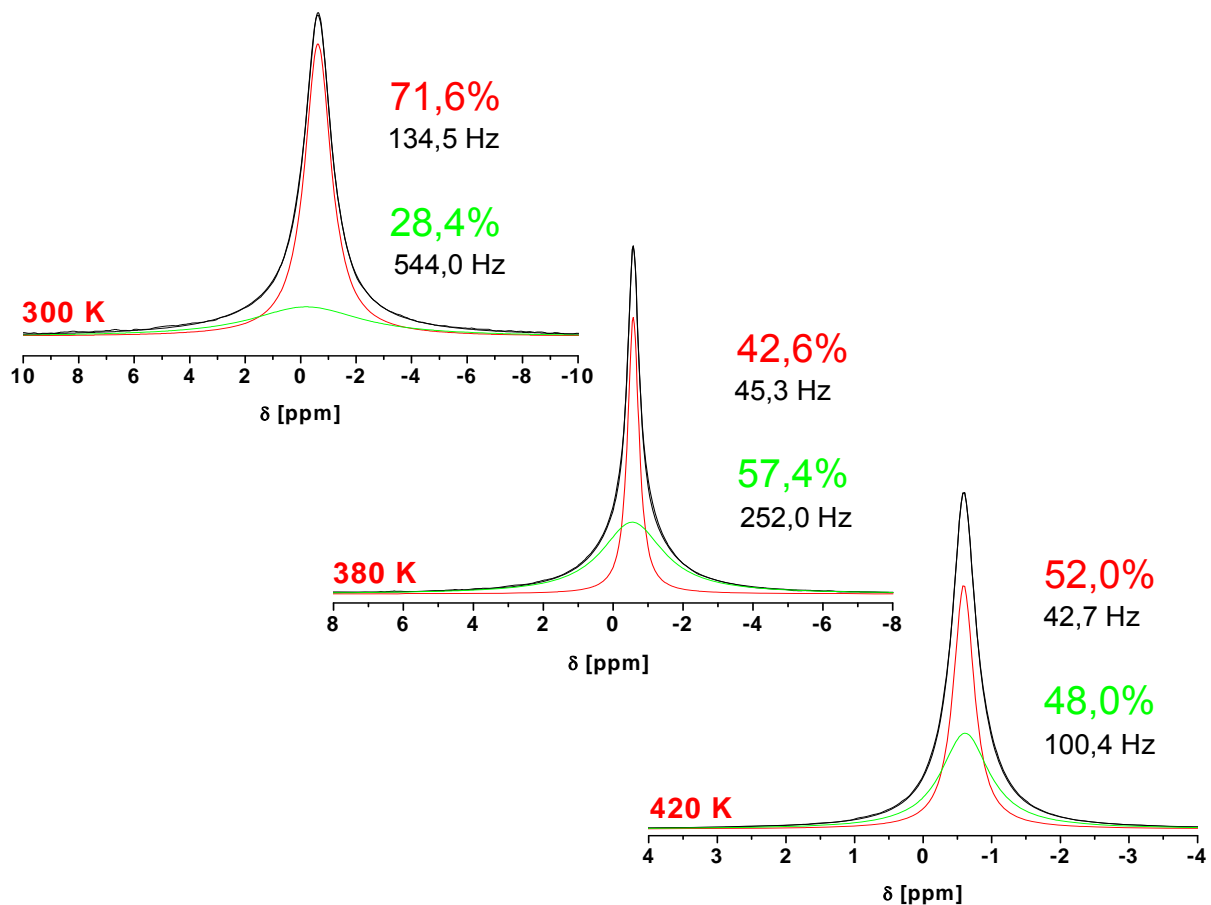 71,6%
134,5 Hz
28,4%
544,0 Hz
300 K
10 8 6 4 2 0 -2 -4 -6 -8 -10
δ [ppm]
42,6%
45,3 Hz
57,4%
252,0 Hz
380 K
8 6 4 2 0 -2 -4 -6 -8
δ [ppm]
52,0%
42,7 Hz
48,0%
100,4 Hz
420 K
4 3 2 1 0 -1 -2 -3 -4
δ [ppm]